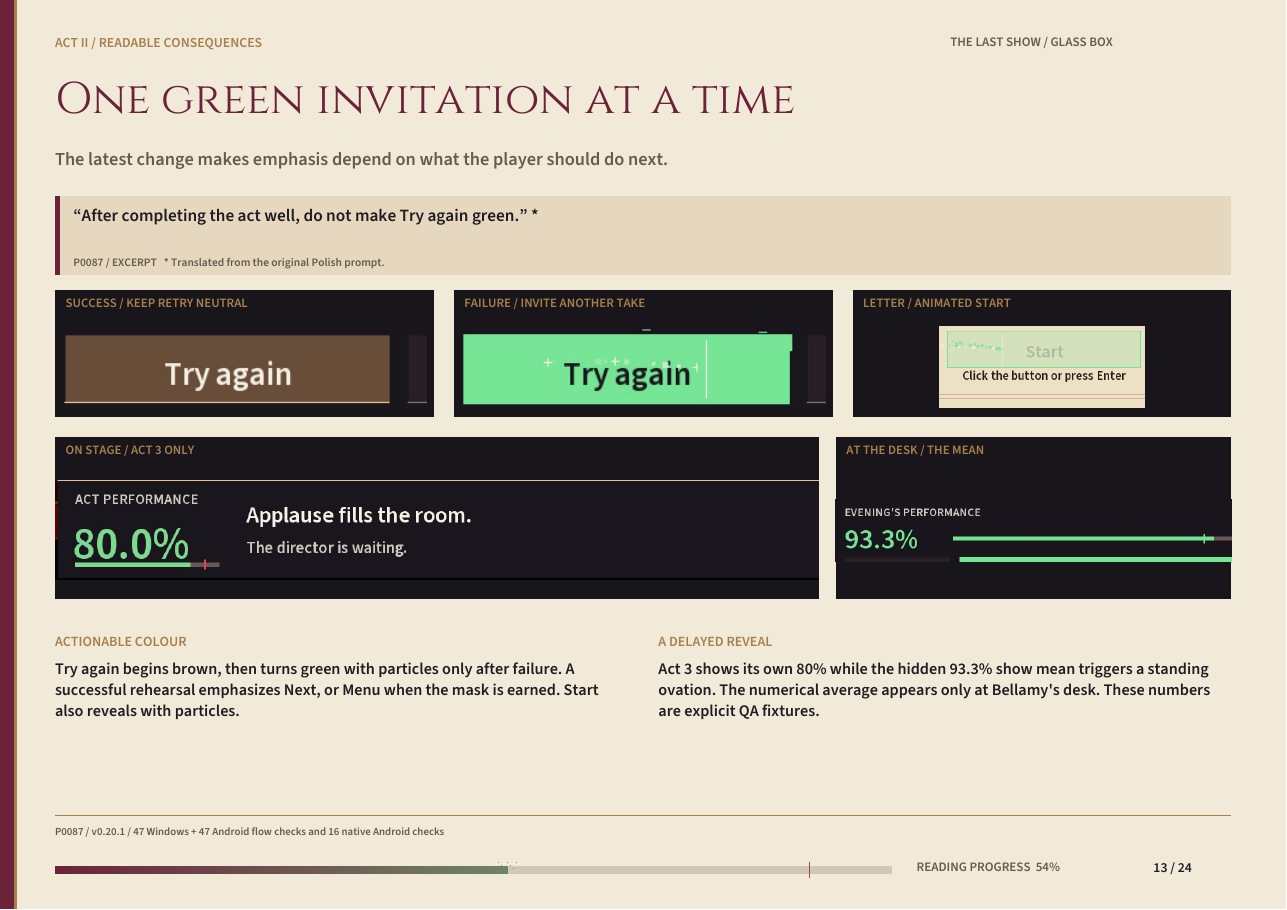 ACT II / READABLE CONSEQUENCES
THE LAST SHOW / GLASS BOX
One green invitation at a time
The latest change makes emphasis depend on what the player should do next.
“After completing the act well, do not make Try again green.” *
P0087 / EXCERPT * Translated from the original Polish prompt.
SUCCESS / KEEP RETRY NEUTRAL
Try again
FAILURE / INVITE ANOTHER TAKE
Try again
LETTER / ANIMATED START
Start
Click the button or press Enter
ON STAGE / ACT 3 ONLY
ACT PERFORMANCE
80.0%
Applause fills the room.
The director is waiting.
AT THE DESK / THE MEAN
EVENING'S PERFORMANCE
93.3%
ACTIONABLE COLOUR
Try again begins brown, then turns green with particles only after failure. A
successful rehearsal emphasizes Next, or Menu when the mask is earned. Start
also reveals with particles.
A DELAYED REVEAL
Act 3 shows its own 80% while the hidden 93.3% show mean triggers a standing
ovation. The numerical average appears only at Bellamy's desk. These numbers
are explicit QA fixtures.
P0087 / v0.20.1 / 47 Windows + 47 Android flow checks and 16 native Android checks
READING PROGRESS 54%
13 / 24